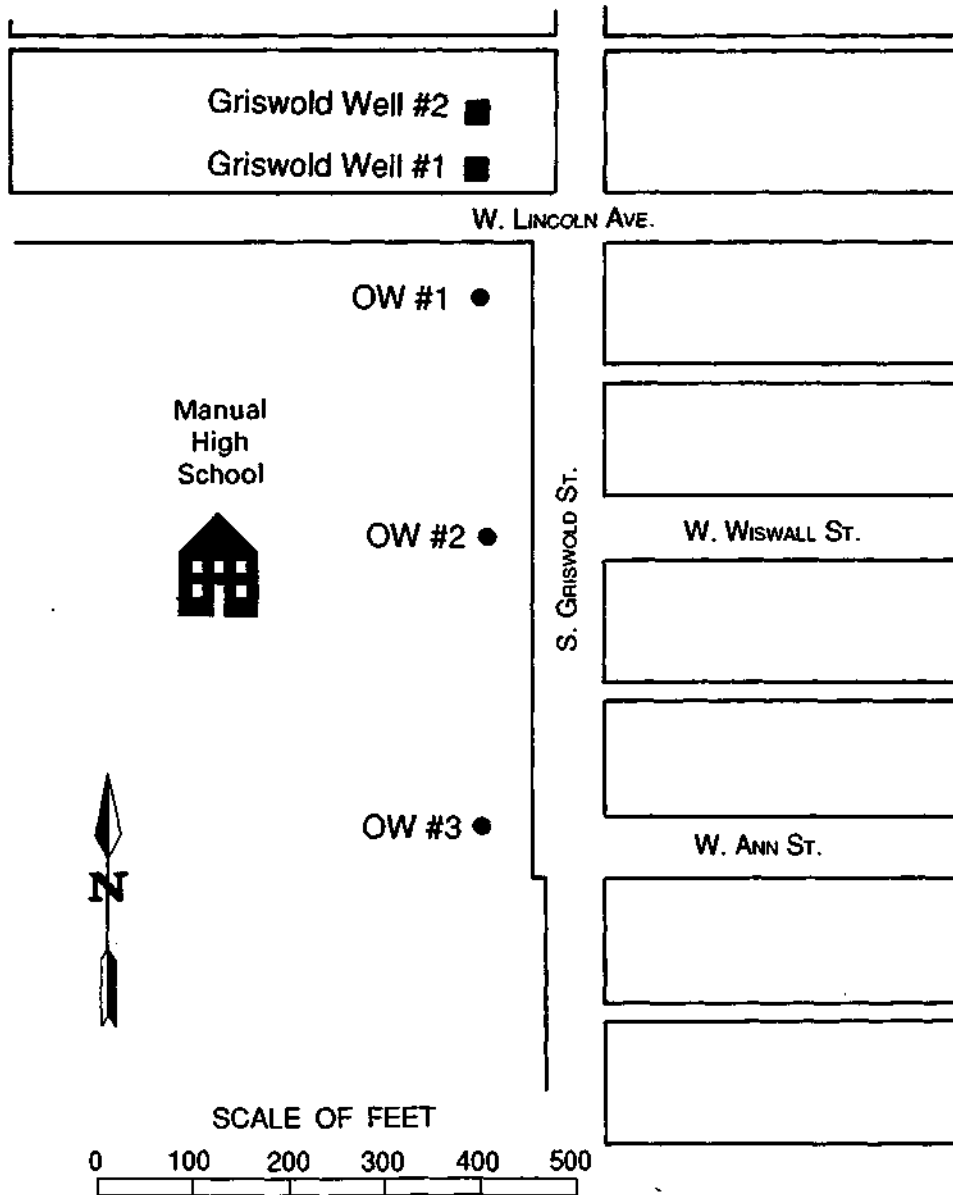 Griswold Well #2
Griswold Well #1
W. LINCOLN AVE.
OW #1
Manual
High
School
S. GRISWOLD ST.
OW #2
W. WISWALL ST.
OW #3
W. ANN ST.
N
SCALE OF FEET
0 100 200 300 400 500